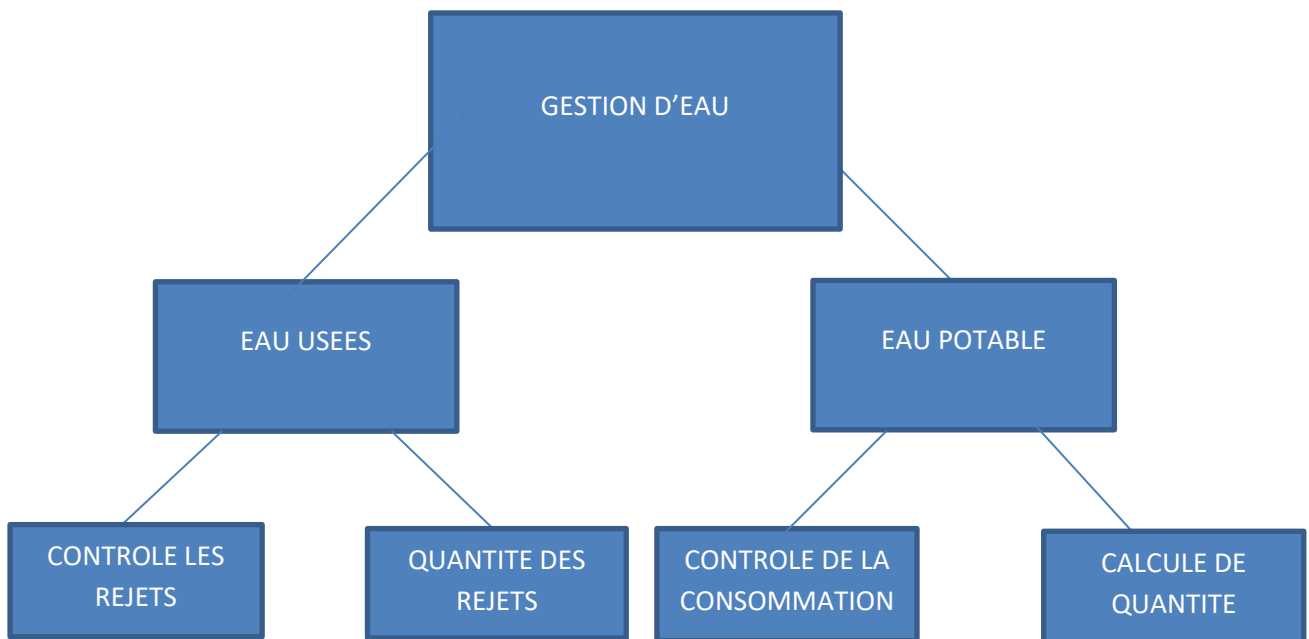 GESTION D’EAU
EAU USEES
EAU POTABLE
CONTROLE LES
REJETS
QUANTITE DES
REJETS
CONTROLE DE LA
CONSOMMATION
CALCULE DE
QUANTITE